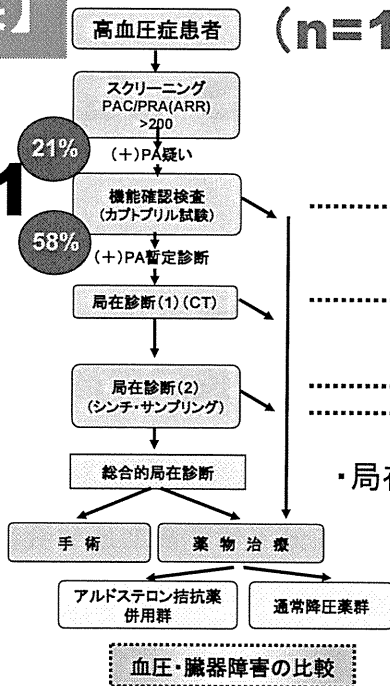 】
高血圧症患者
(n=1
スクリーニング
PAC/PRA(ARR)
>200
21%
(+)PA疑い
1
機能確認検査
(カプトプリル試験)
58%
(+)PA暫定診断
局在診断(1)(CT)
局在診断(2)
(シンチ・サンプリング)
総合的局在診断
・局在
手 術
薬 物 治 療
アルドステロン拮抗薬
併用群
通常降圧薬群
血圧・臓器障害の比較